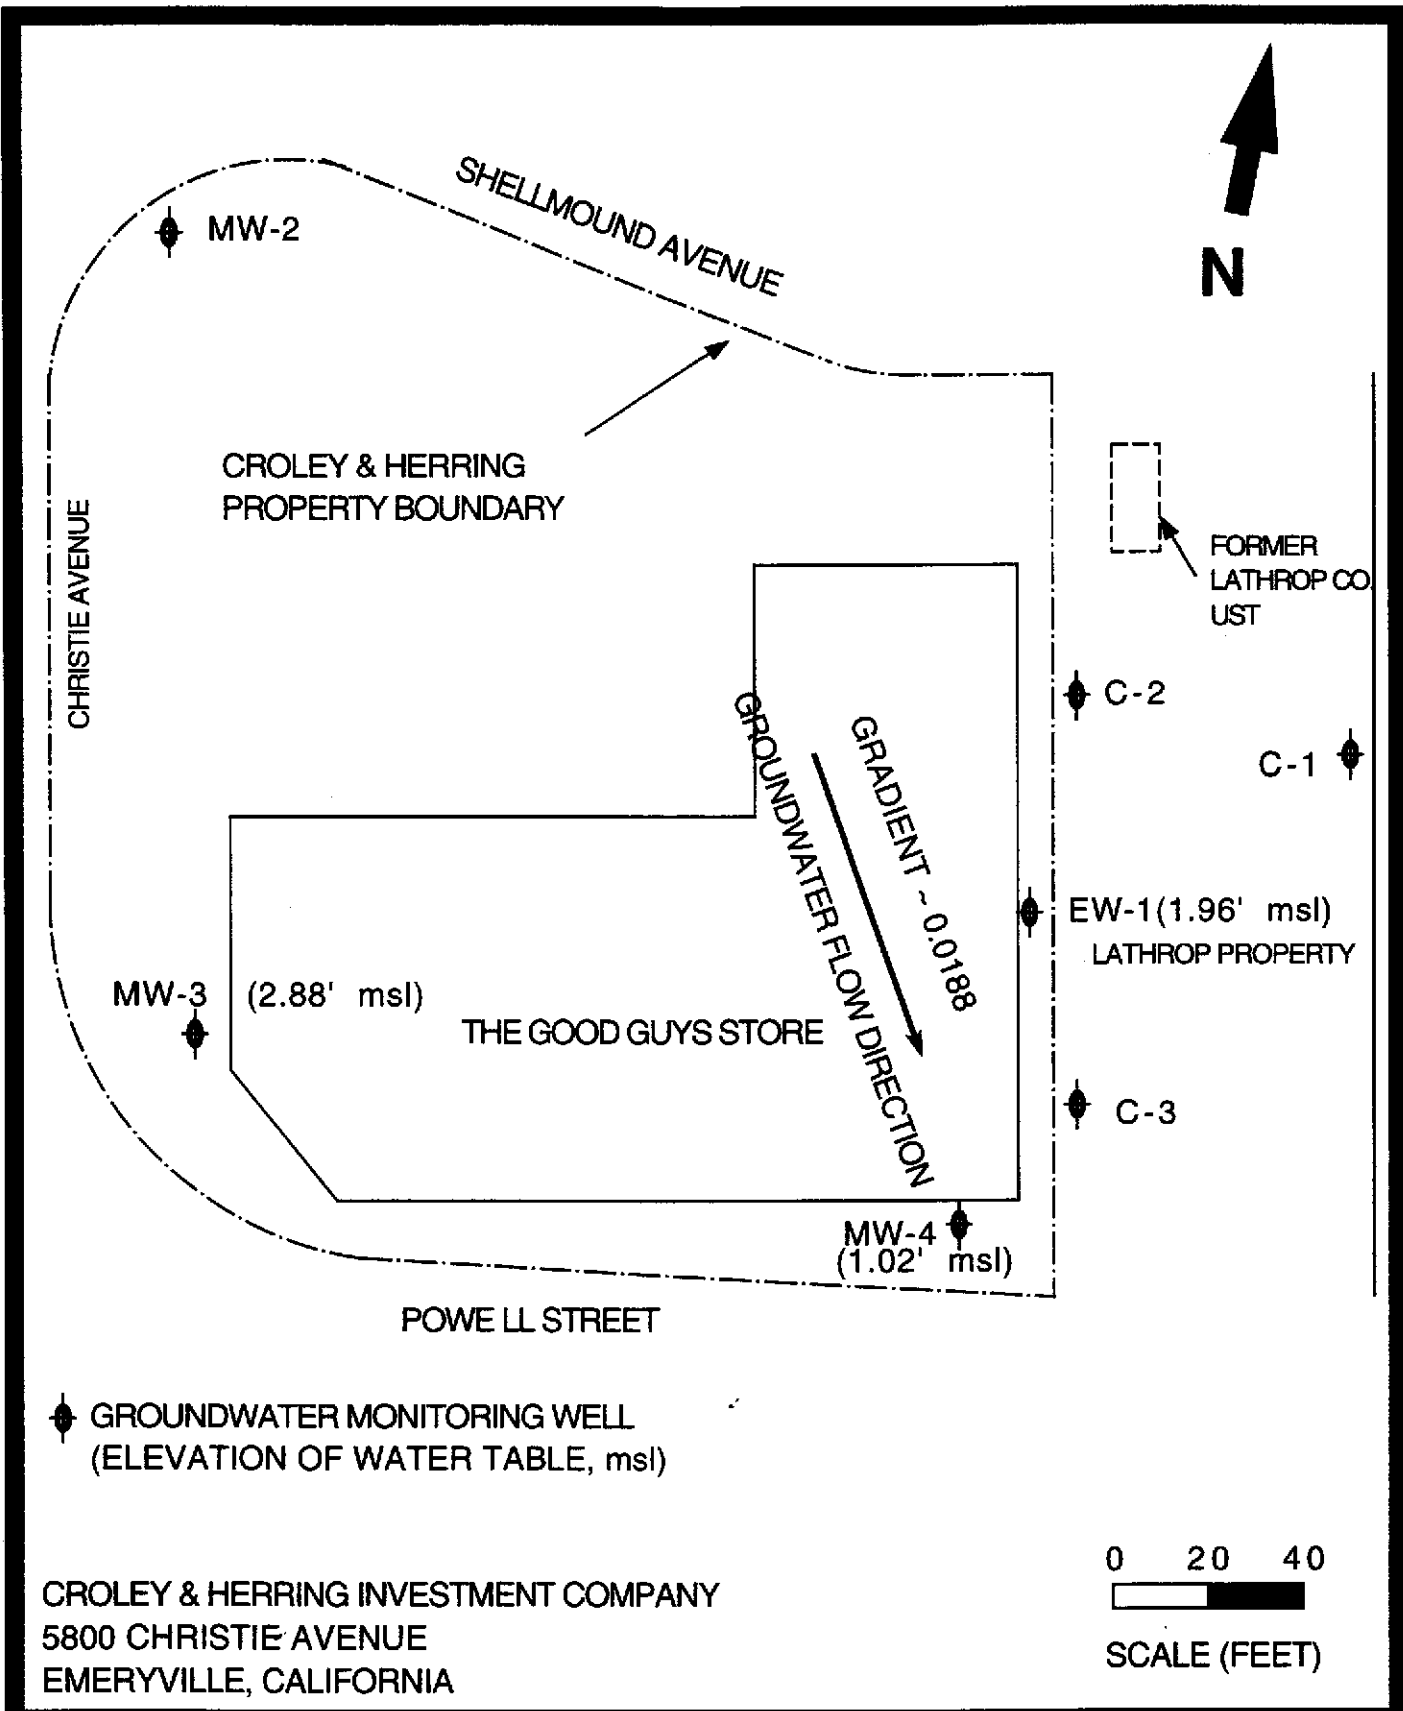 N
SHELLMOUND AVENUE
MW-2
CROLEY & HERRING
PROPERTY BOUNDARY
CHRISTIE AVENUE
FORMER
LATHROP CO.
UST
C-2
C-1
GROUNDWATER FLOW DIRECTION
GRADIENT ~ 0.0188
EW-1(1.96' msl)
LATHROP PROPERTY
MW-3 (2.88' msl)
THE GOOD GUYS STORE
C-3
MW-4
(1.02' msl)
POWE LL STREET
GROUNDWATER MONITORING WELL
(ELEVATION OF WATER TABLE, msl)
0 20 40
SCALE (FEET)
CROLEY & HERRING INVESTMENT COMPANY
5800 CHRISTIE AVENUE
EMERYVILLE, CALIFORNIA